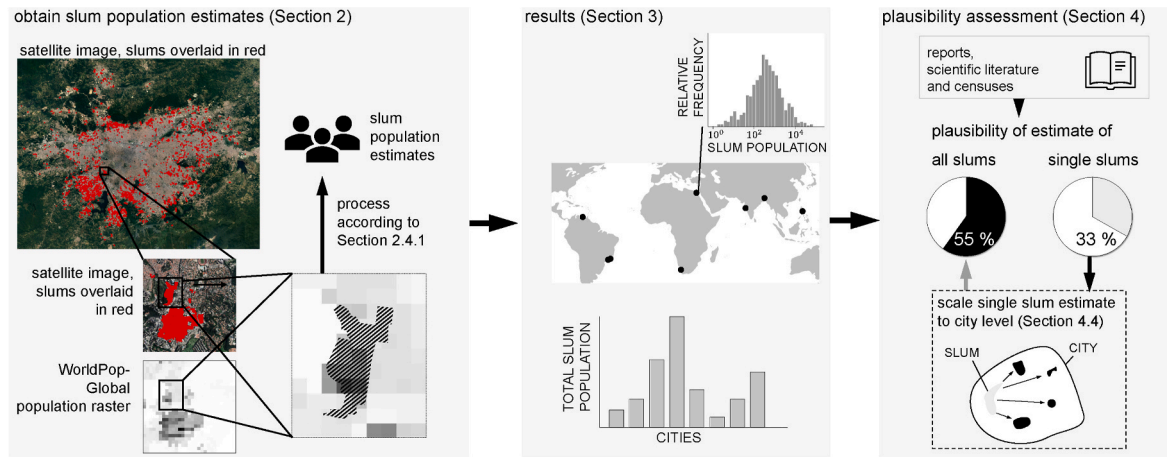 obtain slum population estimates (Section 2)
satellite image, slums overlaid in red
slum
population
estimates
process
according to
Section 2.4.1
satellite image,
slums overlaid
in red
WorldPop-
Global
population raster
results (Section 3)
RELATIVE
FREQUENCY
10⁰ 10² 10⁴
SLUM POPULATION
TOTAL SLUM
POPULATION
CITIES
plausibility assessment (Section 4)
reports,
scientific literature
and censuses
plausibility of estimate of
all slums single slums
55 % 33 %
scale single slum estimate
to city level (Section 4.4)
SLUM CITY